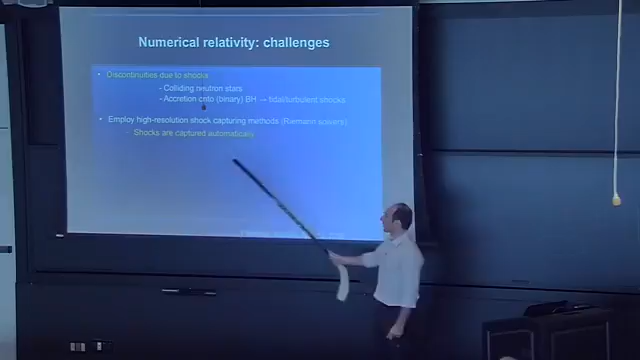 Numerical relativity: challenges
• Discontinuities due to shocks
- Colliding neutron stars
- Accretion onto (binary) BH → tidal/turbulent shocks
• Employ high-resolution shock capturing methods (Riemann solvers)
Shocks are captured automatically